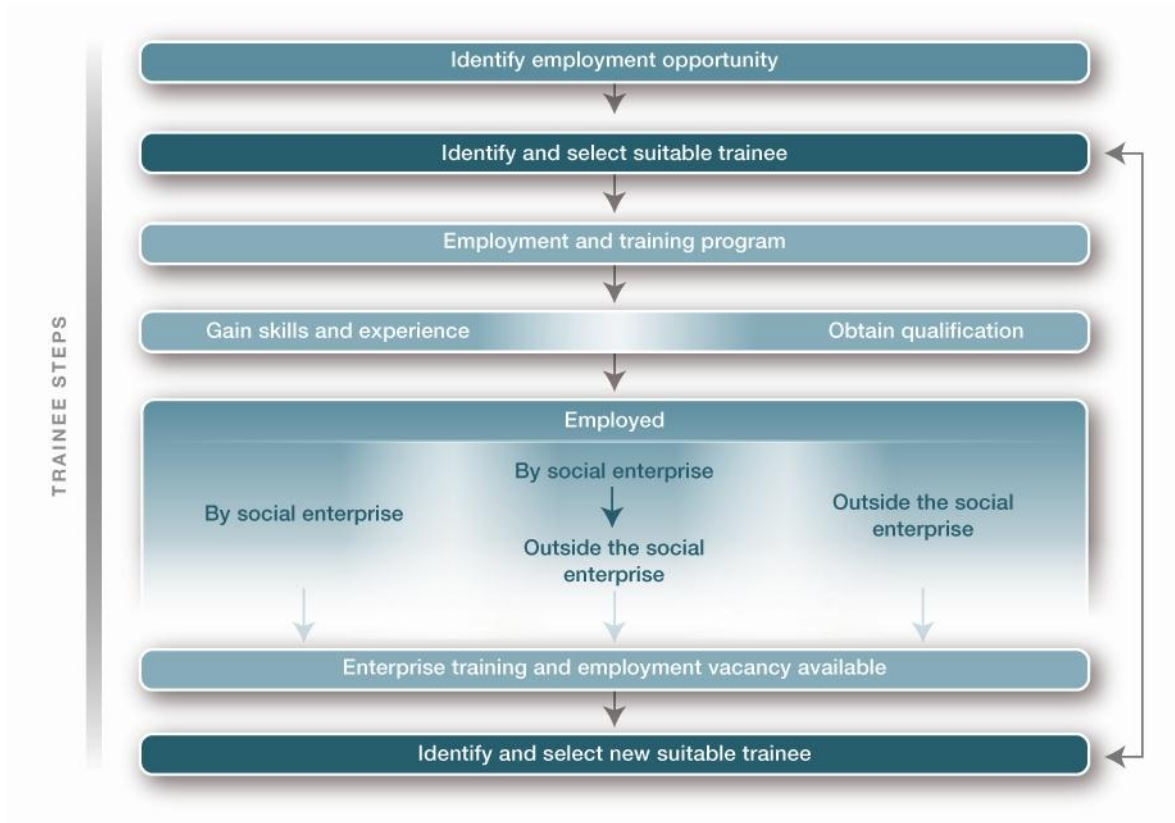 TRAINEE STEPS
Identify employment opportunity
Identify and select suitable trainee
Employment and training program
Gain skills and experience
Obtain qualification
Employed
By social enterprise
By social enterprise
Outside the social
enterprise
Outside the social
enterprise
Enterprise training and employment vacancy available
Identify and select new suitable trainee